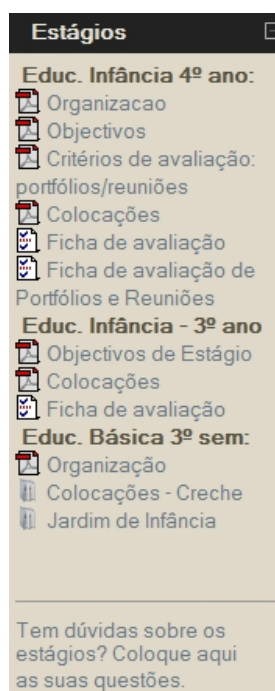 Estágios
Educ. Infância 4º ano:
Organizacao
Objectivos
Critérios de avaliação:
portfólios/reuniões
Colocações
Ficha de avaliação
Ficha de avaliação de
Portfólios e Reuniões
Educ. Infância - 3º ano
Objectivos de Estágio
Colocações
Ficha de avaliação
Educ. Básica 3º sem:
Organização
Colocações - Creche
Jardim de Infância
Tem dúvidas sobre os
estágios? Coloque aqui
as suas questões.